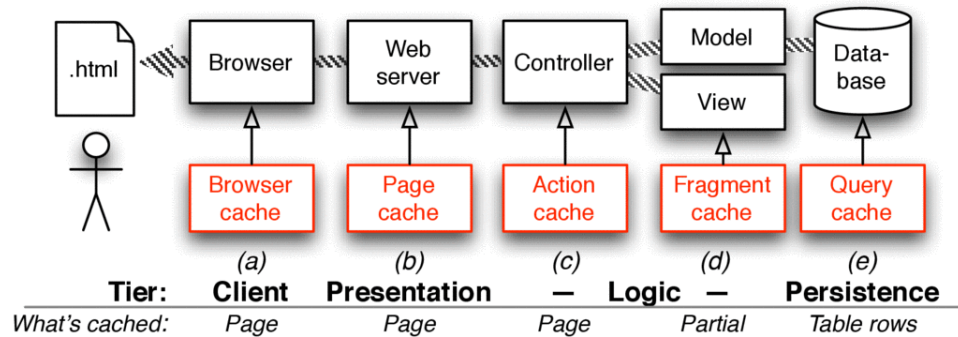 .html
Browser
Web
server
Controller
Model
View
Data-
base
Browser
cache
Page
cache
Action
cache
Fragment
cache
Query
cache
(a) (b) (c) (d) (e)
Tier: Client Presentation — Logic — Persistence
What's cached: Page Page Page Partial Table rows